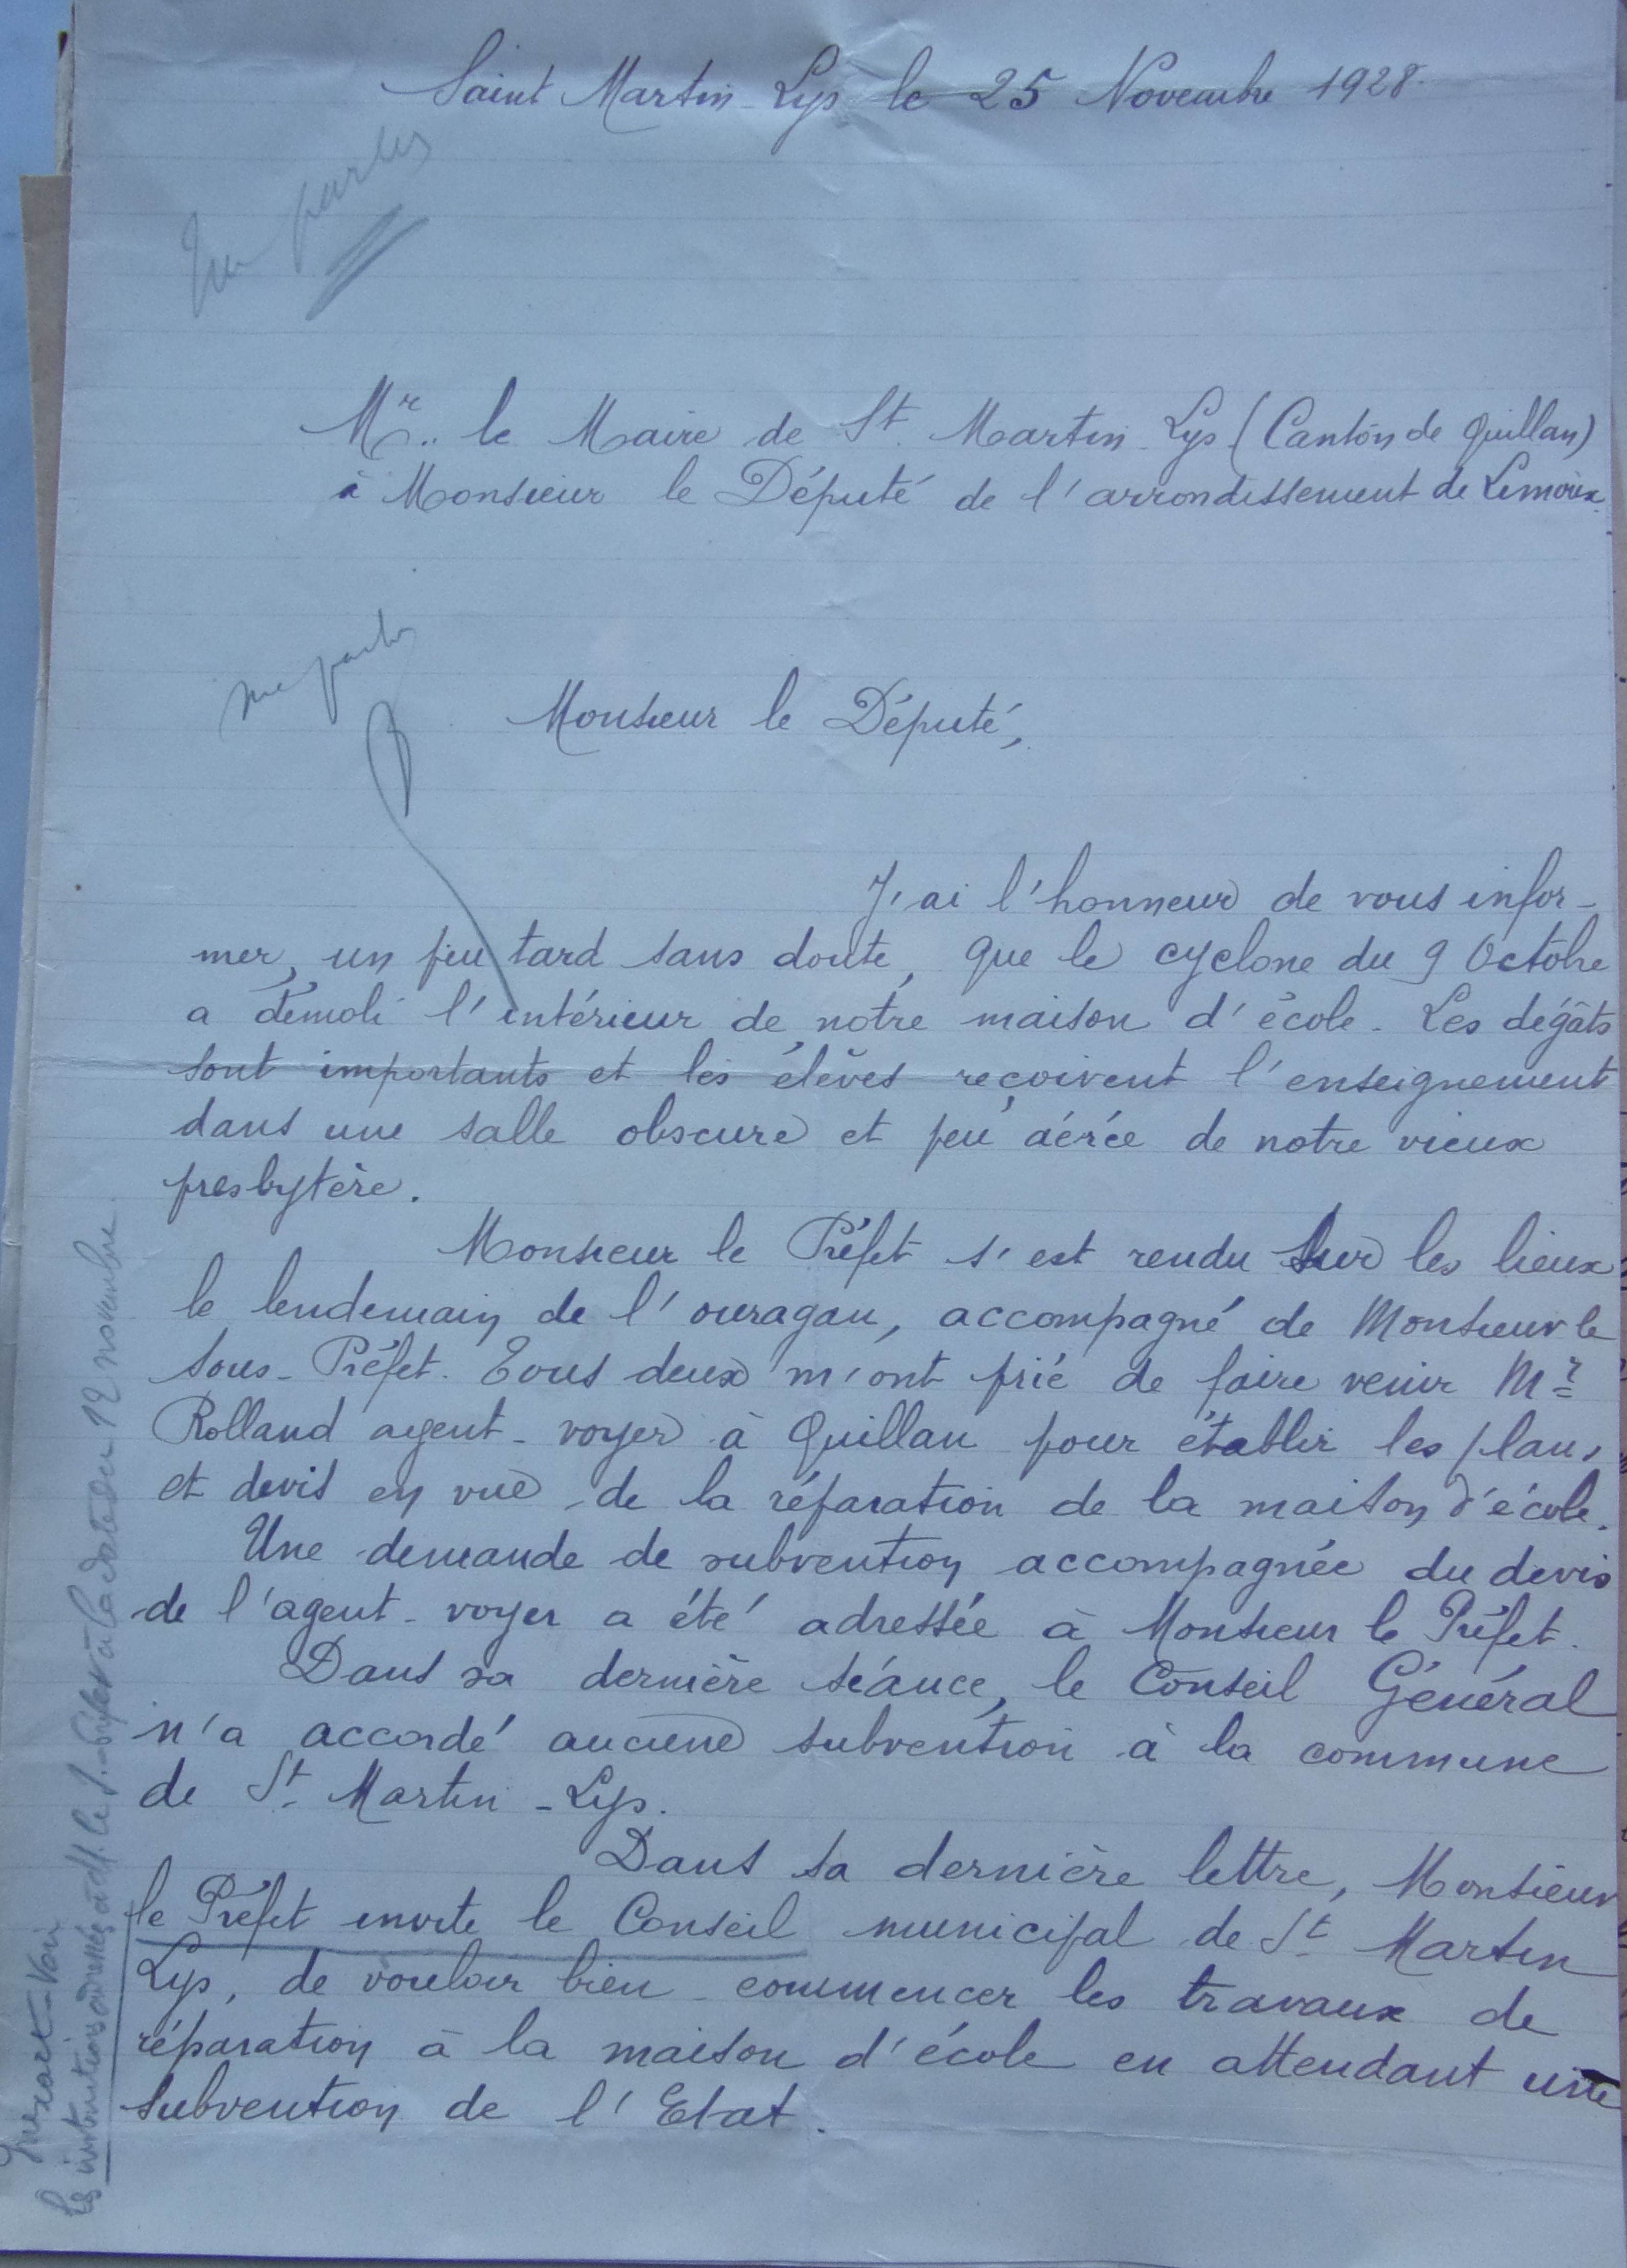 Saint Martin-Lys le 25 Novembre 1928.
M'en parler
Mr.. le Maire de St. Martin-Lys (Canton de Quillan)
à Monsieur le Député de l'arrondissement de Limoux.
me parler
Monsieur le Député,
J'ai l'honneur de vous infor-
mer, un peu tard sans doute, que le cyclone du 9 Octobre
a démoli l'intérieur de notre maison d'école. Les dégâts
sont importants et les élèves reçoivent l'enseignement
dans une salle obscure et peu aérée de notre vieux
presbytère.
Monsieur le Préfet s'est rendu sur les lieux
le lendemain de l'ouragan, accompagné de Monsieur le
Sous-Préfet. Tous deux m'ont prié de faire venir Mr
Rolland agent-voyer à Quillan pour établir les plans
et devis en vue de la réparation de la maison d'école.
Une demande de subvention accompagnée du devis
de l'agent-voyer a été adressée à Monsieur le Préfet.
Dans sa dernière séance, le Conseil Général
n'a accordé aucune subvention à la commune
de St. Martin-Lys.
Dans sa dernière lettre, Monsieur
le Préfet invite le Conseil municipal de St Martin
Lys, de vouloir bien commencer les travaux de
réparation à la maison d'école en attendant une
subvention de l'Etat.
Inexact - Voir
les instructions adressées à M. le S.-Préfet à la date du 12 novembre.